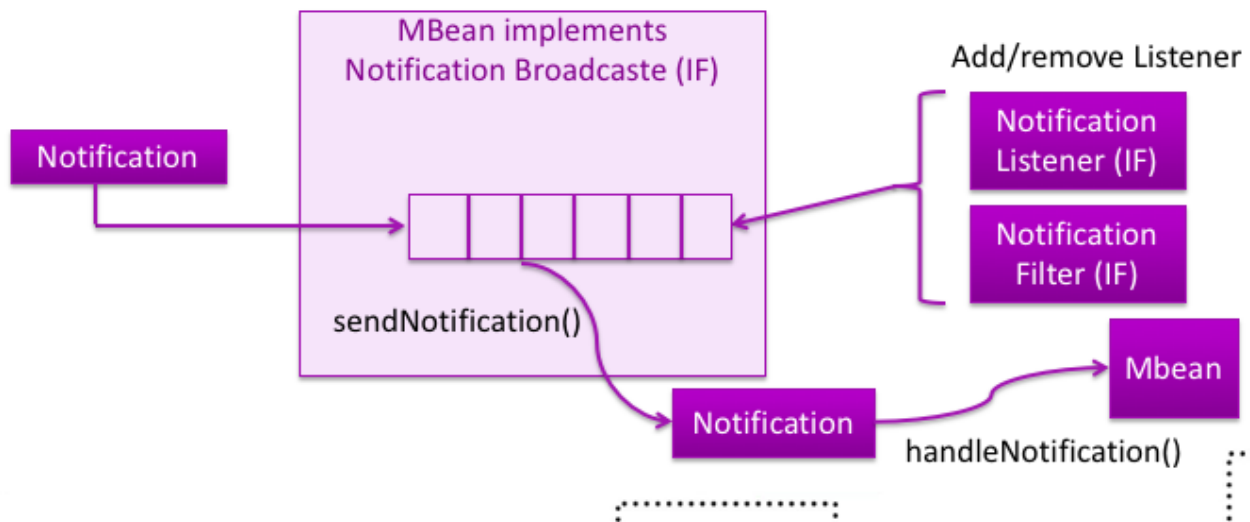 MBean implements
Notification Broadcaste (IF)
Add/remove Listener
Notification
Notification
Listener (IF)
Notification
Filter (IF)
sendNotification()
Mbean
Notification
handleNotification()